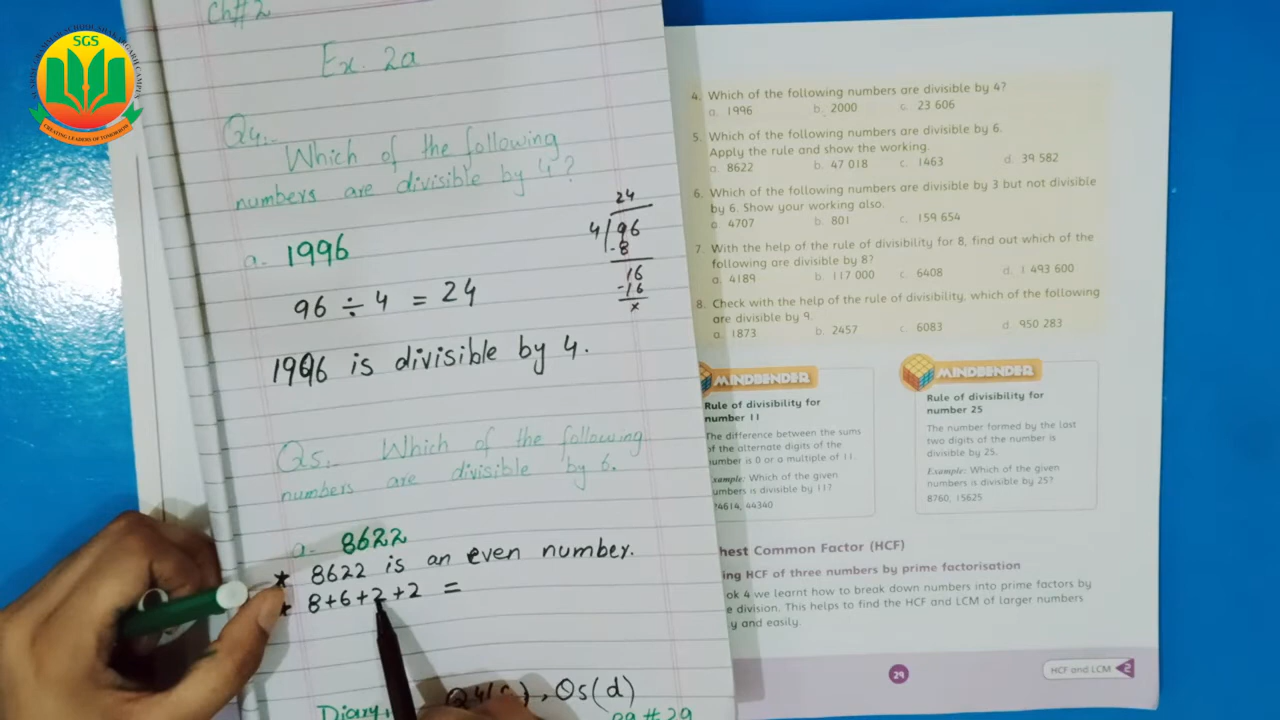 SGS
CREATING LEADERS OF TOMORROW
Ch#2
Ex. 2a
Q4:- Which of the following
numbers are divisible by 4?
a. 1996
96 ÷ 4 = 24
24
4 96
-8
16
-16
x
1996 is divisible by 4.
Q5:- Which of the following
numbers are divisible by 6.
a. 8622
★ 8622 is an even number.
★ 8+6+2+2 =
Diary:
, Q5(d)
pg # 29
4. Which of the following numbers are divisible by 4?
a. 1996 b. 2000 c. 23 606
5. Which of the following numbers are divisible by 6.
Apply the rule and show the working.
a. 8622 b. 47 018 c. 1463 d. 39 582
6. Which of the following numbers are divisible by 3 but not divisible
by 6. Show your working also.
a. 4707 b. 801 c. 159 654
7. With the help of the rule of divisibility for 8, find out which of the
following are divisible by 8?
a. 4189 b. 117 000 c. 6408 d. 1 493 600
8. Check with the help of the rule of divisibility, which of the following
are divisible by 9.
a. 1873 b. 2457 c. 6083 d. 950 283
MINDBENDER
Rule of divisibility for
number 11
The difference between the sums
of the alternate digits of the
number is 0 or a multiple of 11.
xample: Which of the given
umbers is divisible by 11?
4614, 44340
MINDBENDER
Rule of divisibility for
number 25
The number formed by the last
two digits of the number is
divisible by 25.
Example: Which of the given
numbers is divisible by 25?
8760, 15625
hest Common Factor (HCF)
ing HCF of three numbers by prime factorisation
ok 4 we learnt how to break down numbers into prime factors by
e division. This helps to find the HCF and LCM of larger numbers
y and easily.
29
HCF and LCM 2